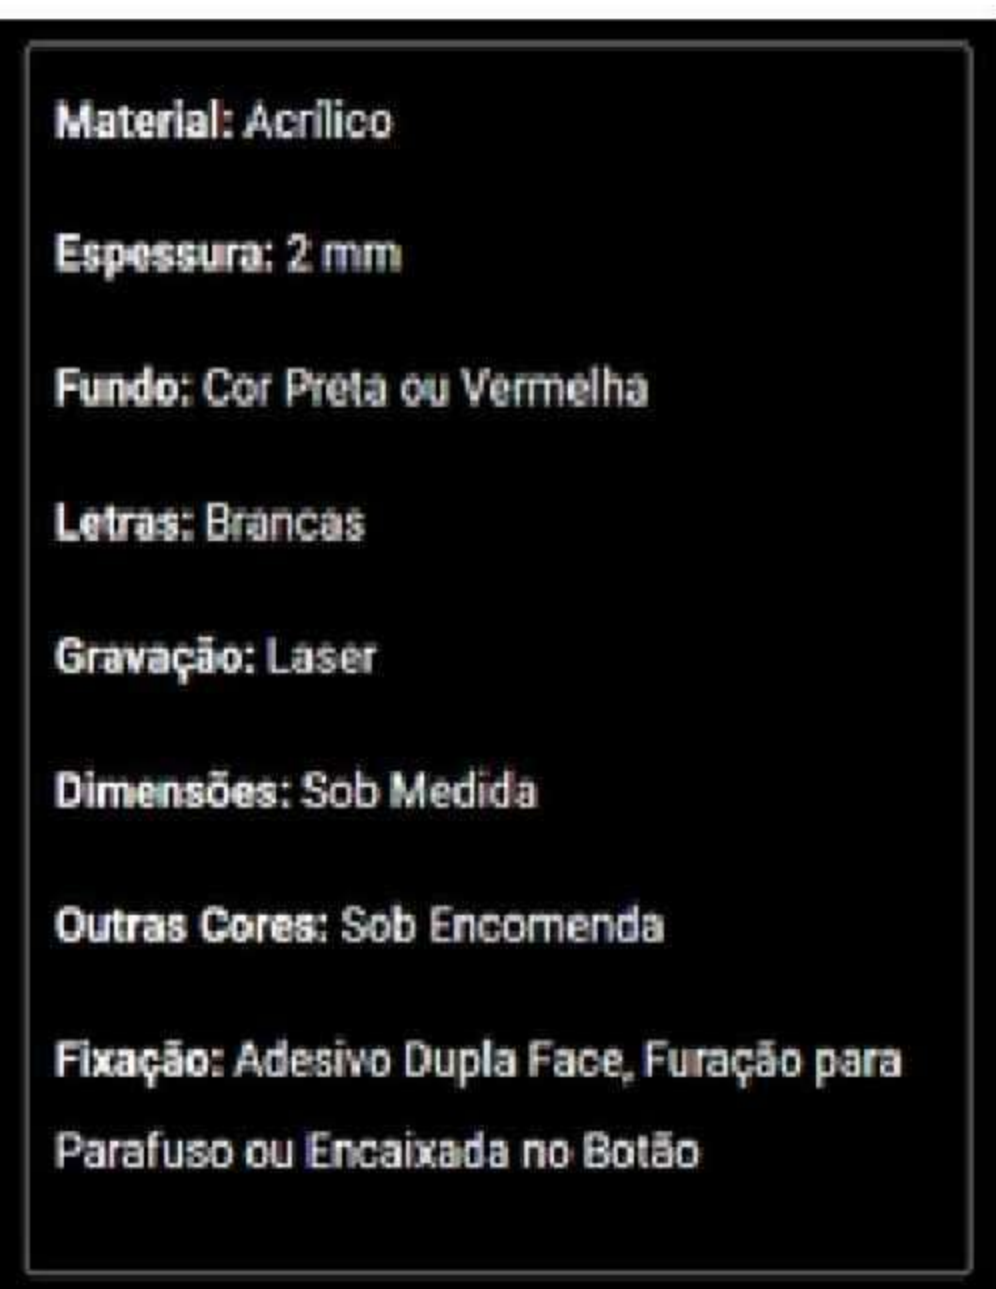 Material: Acrílico
Espessura: 2 mm
Fundo: Cor Preta ou Vermelha
Letras: Brancas
Gravação: Laser
Dimensões: Sob Medida
Outras Cores: Sob Encomenda
Fixação: Adesivo Dupla Face, Furação para
Parafuso ou Encaixada no Botão